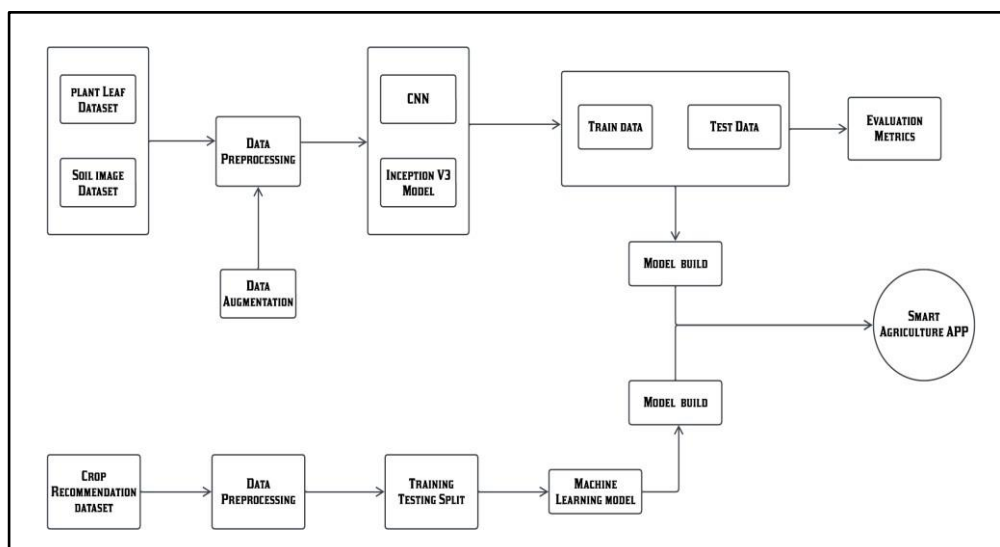 Plant Leaf
Dataset
Soil image
Dataset
Data
Preprocessing
Data
Augmentation
CNN
Inception V3
Model
Train data
Test Data
Evaluation
Metrics
Model build
Smart
Agriculture APP
Model build
Crop
Recommendation
dataset
Data
Preprocessing
Training
Testing Split
Machine
Learning model